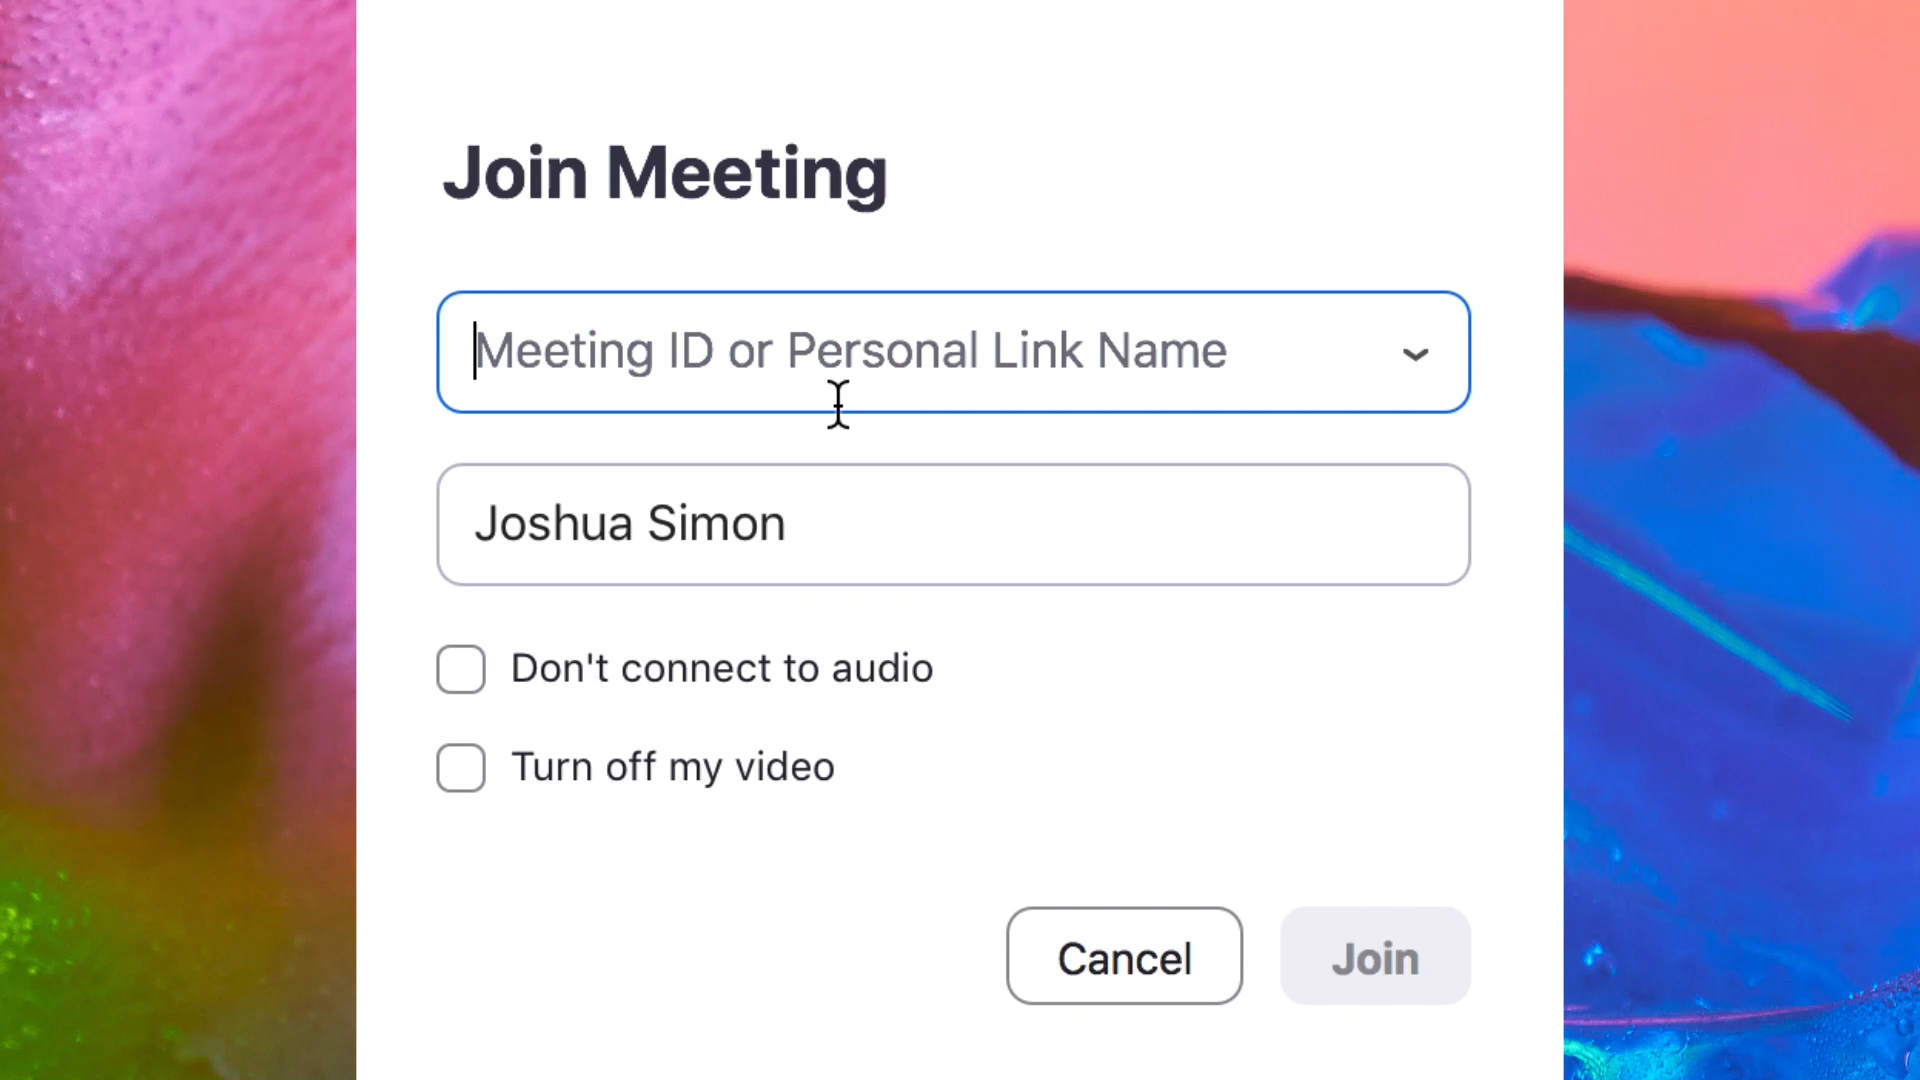 Join Meeting
Meeting ID or Personal Link Name
Joshua Simon
Don't connect to audio
Turn off my video
Cancel
Join